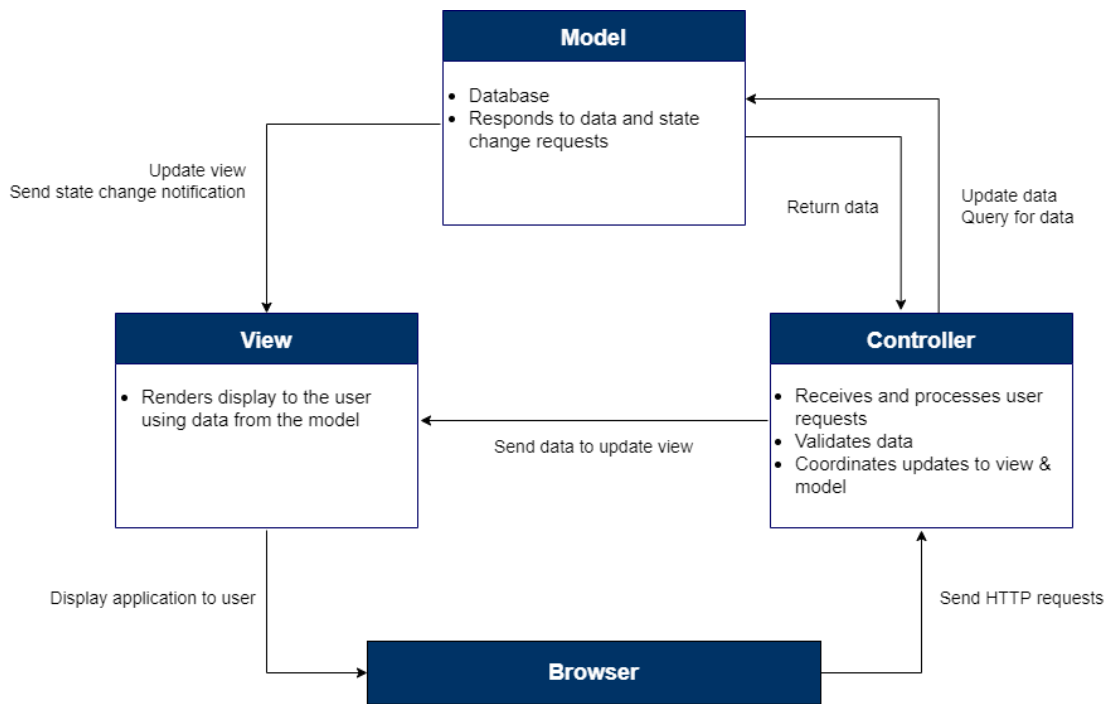 Model
• Database
• Responds to data and state
change requests
Update view
Send state change notification
Return data
Update data
Query for data
View
• Renders display to the user
using data from the model
Controller
• Receives and processes user
requests
• Validates data
• Coordinates updates to view &
model
Send data to update view
Display application to user
Send HTTP requests
Browser